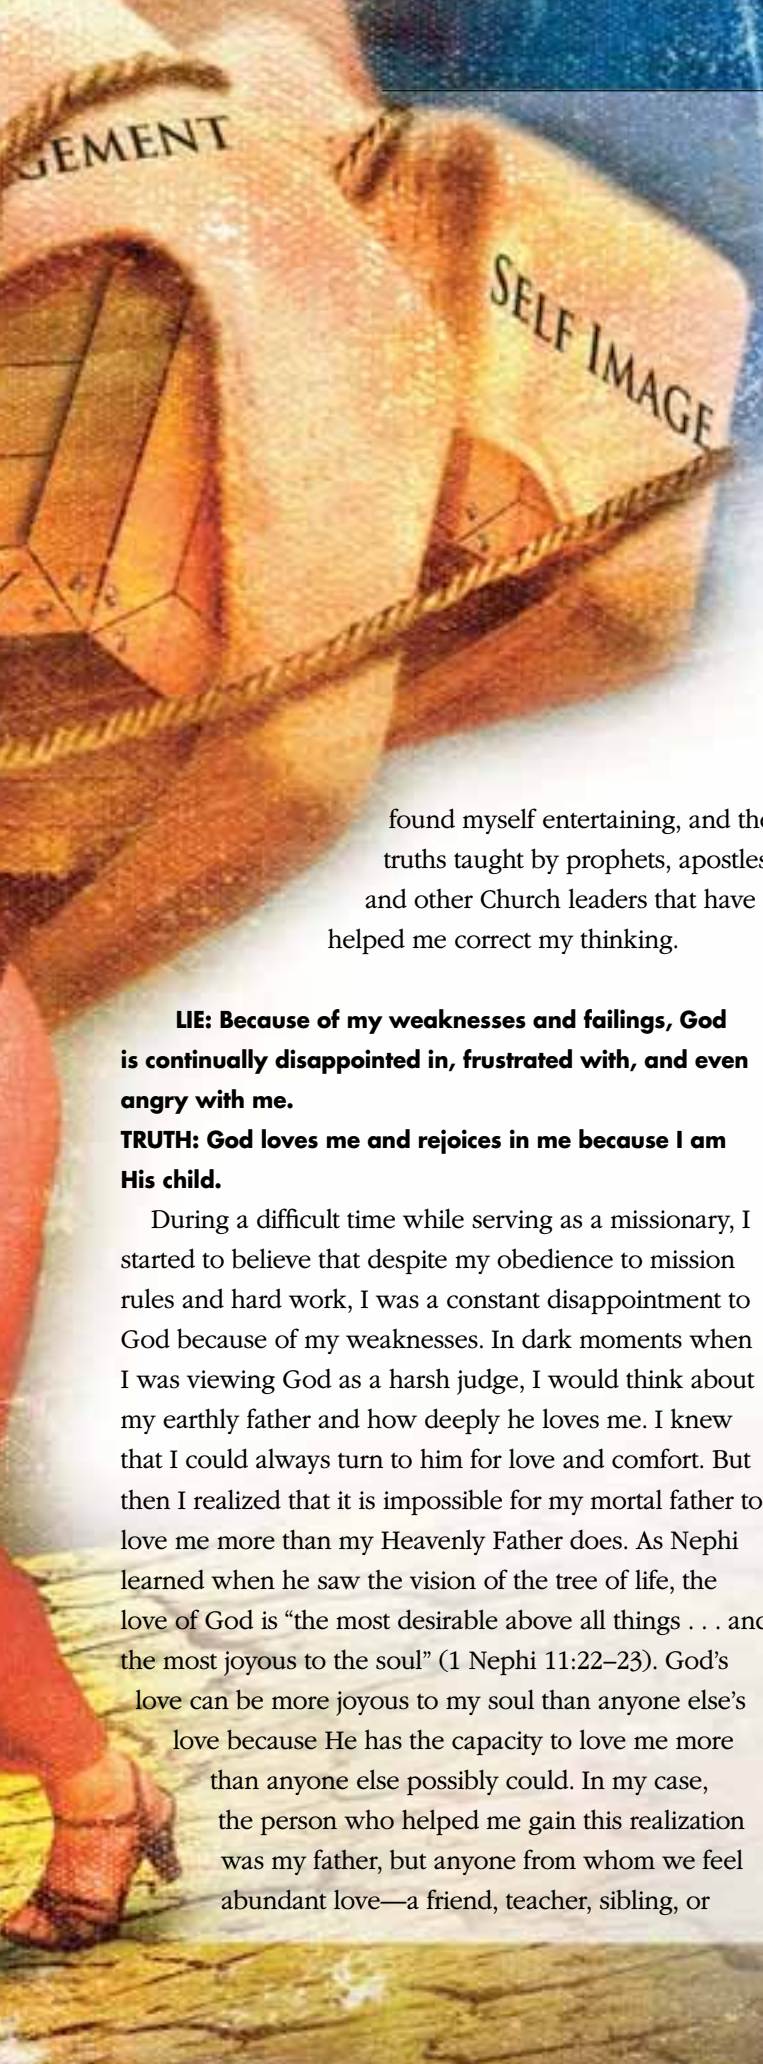 GEMENT
SELF IMAGE
found myself entertaining, and the
truths taught by prophets, apostles
and other Church leaders that have
helped me correct my thinking.
LIE: Because of my weaknesses and failings, God
is continually disappointed in, frustrated with, and even
angry with me.
TRUTH: God loves me and rejoices in me because I am
His child.
During a difficult time while serving as a missionary, I
started to believe that despite my obedience to mission
rules and hard work, I was a constant disappointment to
God because of my weaknesses. In dark moments when
I was viewing God as a harsh judge, I would think about
my earthly father and how deeply he loves me. I knew
that I could always turn to him for love and comfort. But
then I realized that it is impossible for my mortal father to
love me more than my Heavenly Father does. As Nephi
learned when he saw the vision of the tree of life, the
love of God is “the most desirable above all things . . . and
the most joyous to the soul” (1 Nephi 11:22–23). God’s
love can be more joyous to my soul than anyone else’s
love because He has the capacity to love me more
than anyone else possibly could. In my case,
the person who helped me gain this realization
was my father, but anyone from whom we feel
abundant love—a friend, teacher, sibling, or